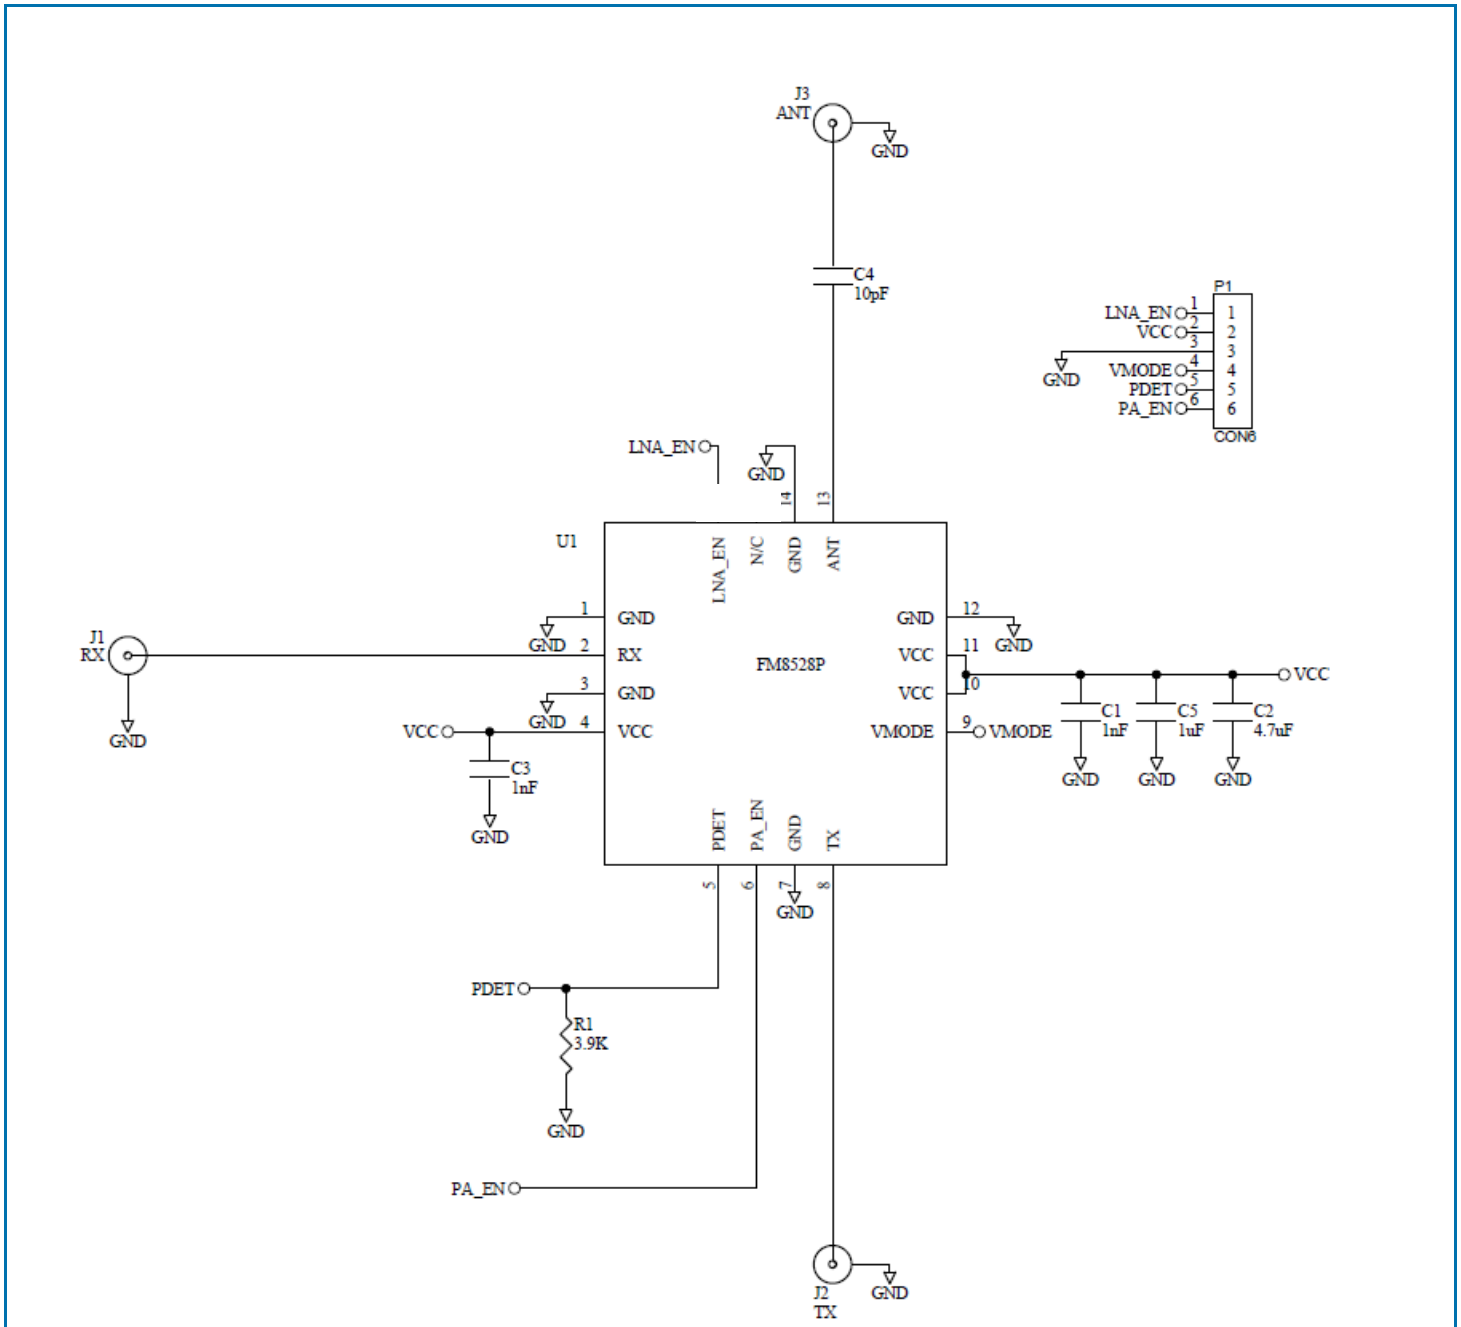 J3
ANT
GND
C4
10pF
P1
LNA_EN 1 1
VCC 2 2
3 3
GND
VMODE 4 4
PDET 5 5
PA_EN 6 6
CON6
LNA_EN
GND
14
13
U1
LNA_EN
N/C
GND
ANT
1 GND
GND
J1
RX
2 RX
GND
3 GND
GND
VCC
4 VCC
C3
1nF
GND
FM8528P
GND 12
GND
VCC 11
VCC 10
VMODE 9 VMODE
VCC
C1
1nF
GND
C5
1uF
GND
C2
4.7uF
GND
PDET
PA_EN
GND
TX
5
6
7
8
GND
PDET
R1
3.9K
GND
PA_EN
J2
TX
GND